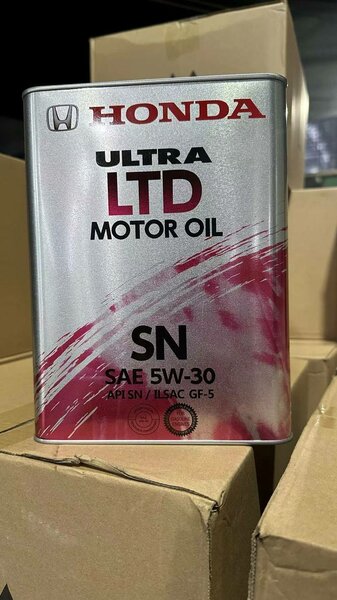 HONDA
ULTRA
LTD
MOTOR OIL
SN
SAE 5W-30
API SN / ILSAC GF-5